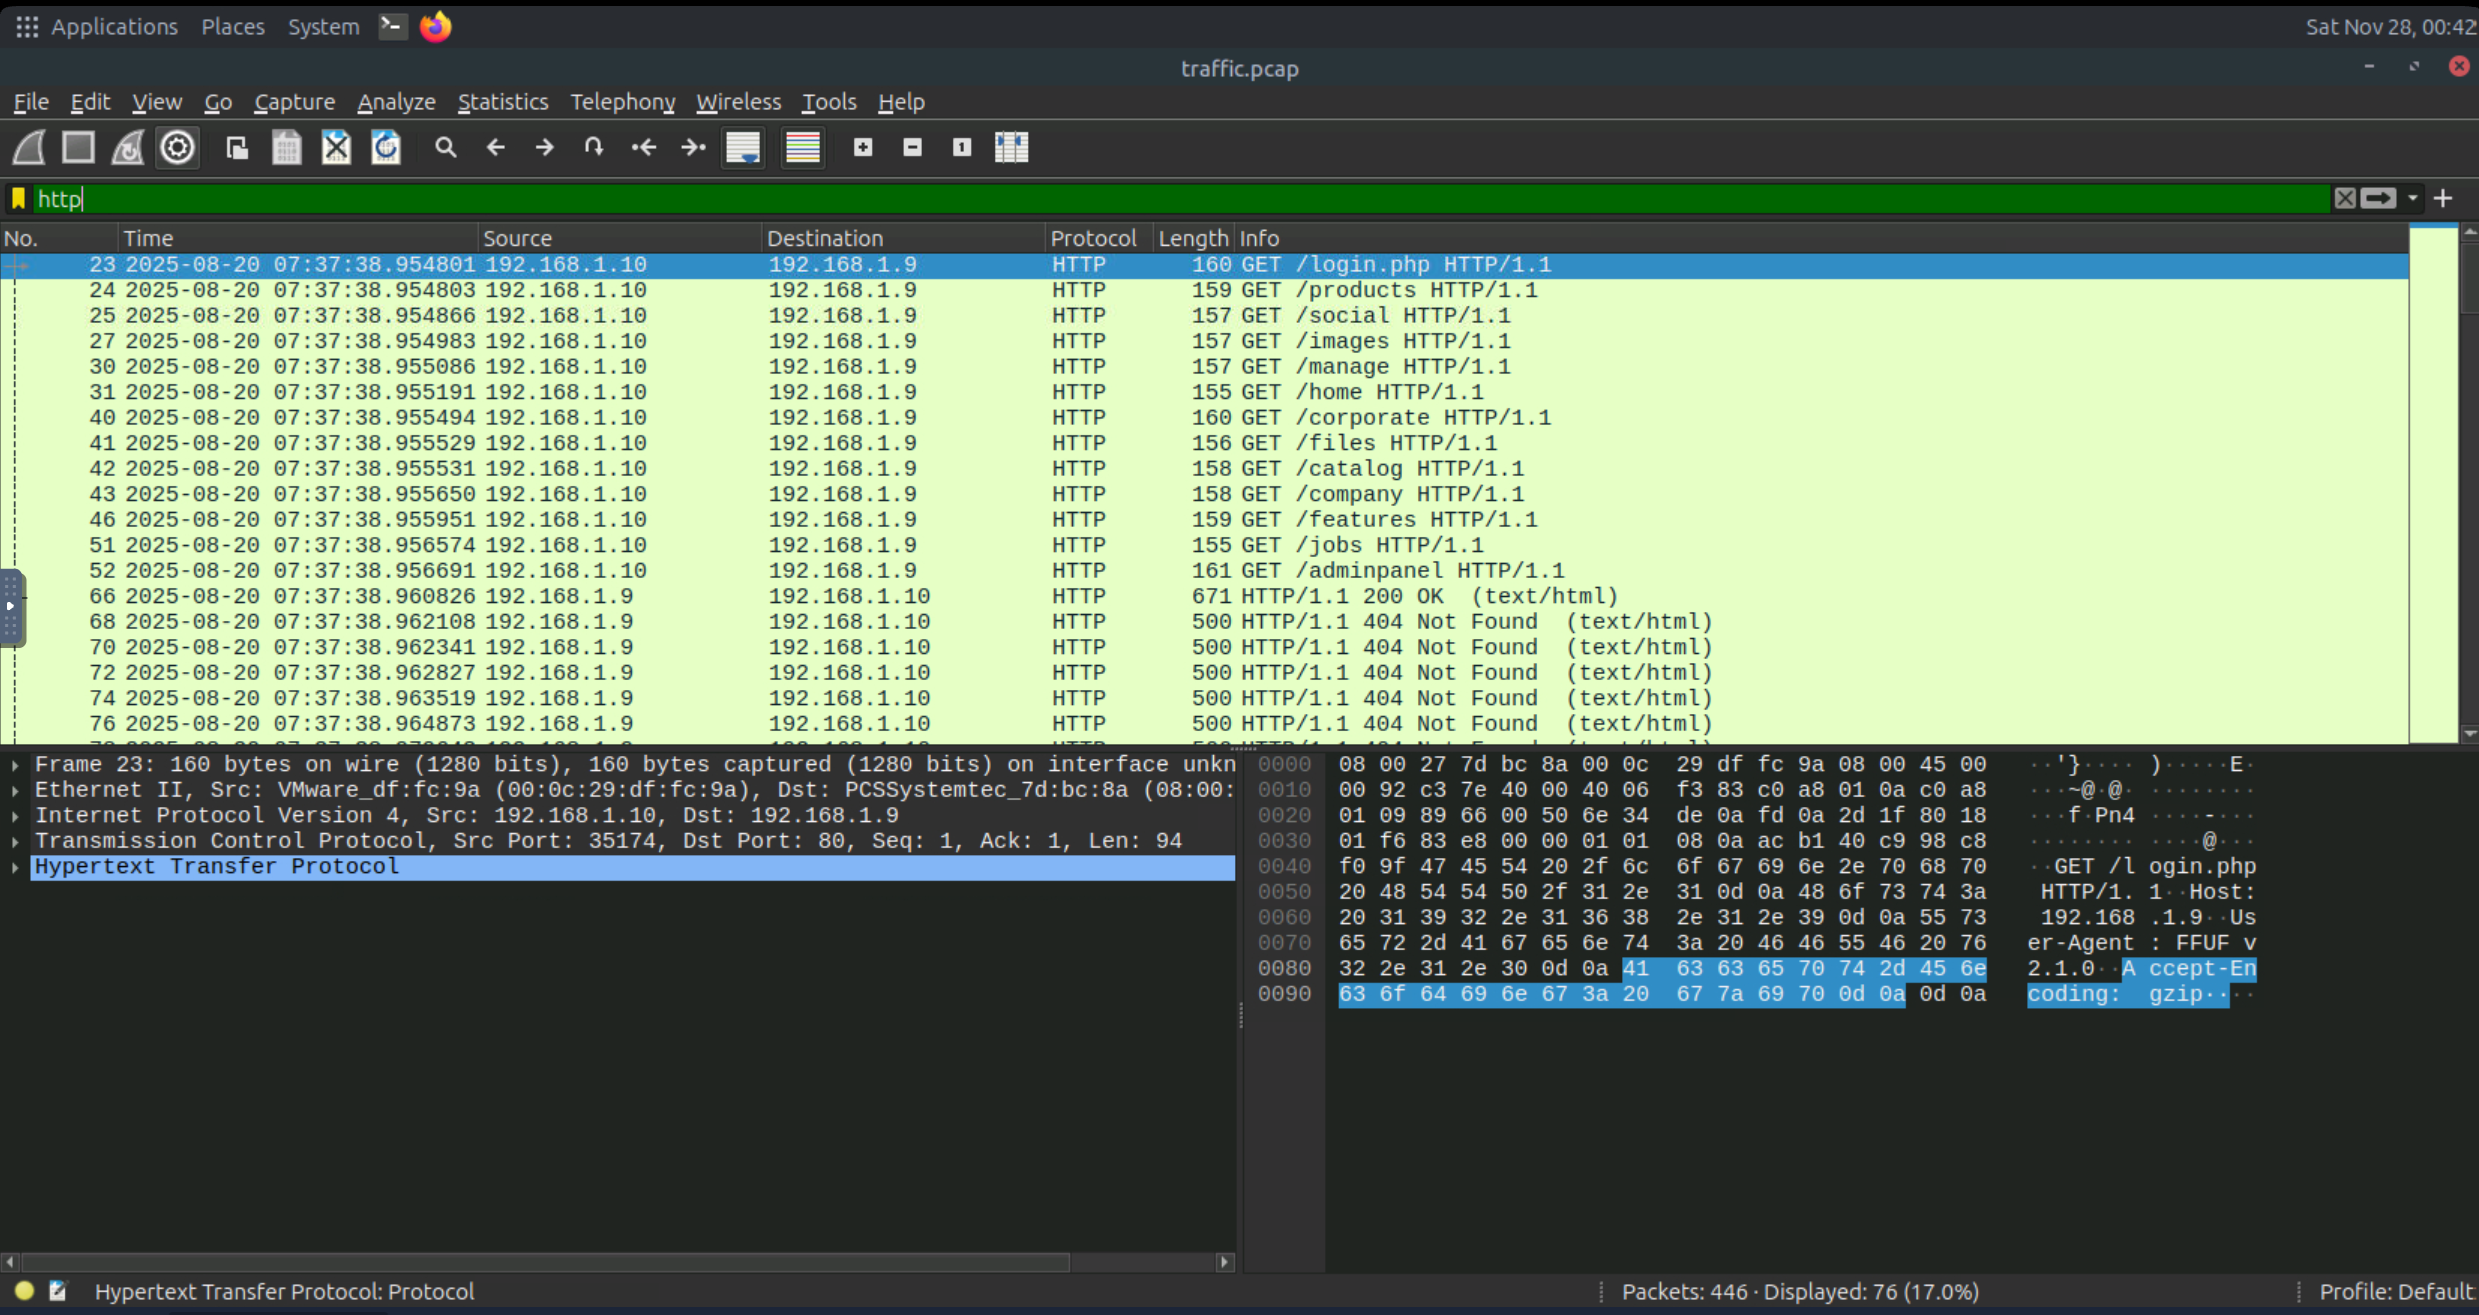 Applications Places System Sat Nov 28, 00:42
traffic.pcap
File Edit View Go Capture Analyze Statistics Telephony Wireless Tools Help
http
No. Time Source Destination Protocol Length Info
23 2025-08-20 07:37:38.954801 192.168.1.10 192.168.1.9 HTTP 160 GET /login.php HTTP/1.1
24 2025-08-20 07:37:38.954803 192.168.1.10 192.168.1.9 HTTP 159 GET /products HTTP/1.1
25 2025-08-20 07:37:38.954866 192.168.1.10 192.168.1.9 HTTP 157 GET /social HTTP/1.1
27 2025-08-20 07:37:38.954983 192.168.1.10 192.168.1.9 HTTP 157 GET /images HTTP/1.1
30 2025-08-20 07:37:38.955086 192.168.1.10 192.168.1.9 HTTP 157 GET /manage HTTP/1.1
31 2025-08-20 07:37:38.955191 192.168.1.10 192.168.1.9 HTTP 155 GET /home HTTP/1.1
40 2025-08-20 07:37:38.955494 192.168.1.10 192.168.1.9 HTTP 160 GET /corporate HTTP/1.1
41 2025-08-20 07:37:38.955529 192.168.1.10 192.168.1.9 HTTP 156 GET /files HTTP/1.1
42 2025-08-20 07:37:38.955531 192.168.1.10 192.168.1.9 HTTP 158 GET /catalog HTTP/1.1
43 2025-08-20 07:37:38.955650 192.168.1.10 192.168.1.9 HTTP 158 GET /company HTTP/1.1
46 2025-08-20 07:37:38.955951 192.168.1.10 192.168.1.9 HTTP 159 GET /features HTTP/1.1
51 2025-08-20 07:37:38.956574 192.168.1.10 192.168.1.9 HTTP 155 GET /jobs HTTP/1.1
52 2025-08-20 07:37:38.956691 192.168.1.10 192.168.1.9 HTTP 161 GET /adminpanel HTTP/1.1
66 2025-08-20 07:37:38.960826 192.168.1.9 192.168.1.10 HTTP 671 HTTP/1.1 200 OK (text/html)
68 2025-08-20 07:37:38.962108 192.168.1.9 192.168.1.10 HTTP 500 HTTP/1.1 404 Not Found (text/html)
70 2025-08-20 07:37:38.962341 192.168.1.9 192.168.1.10 HTTP 500 HTTP/1.1 404 Not Found (text/html)
72 2025-08-20 07:37:38.962827 192.168.1.9 192.168.1.10 HTTP 500 HTTP/1.1 404 Not Found (text/html)
74 2025-08-20 07:37:38.963519 192.168.1.9 192.168.1.10 HTTP 500 HTTP/1.1 404 Not Found (text/html)
76 2025-08-20 07:37:38.964873 192.168.1.9 192.168.1.10 HTTP 500 HTTP/1.1 404 Not Found (text/html)
Frame 23: 160 bytes on wire (1280 bits), 160 bytes captured (1280 bits) on interface unkn
Ethernet II, Src: VMware_df:fc:9a (00:0c:29:df:fc:9a), Dst: PCSSystemtec_7d:bc:8a (08:00:
Internet Protocol Version 4, Src: 192.168.1.10, Dst: 192.168.1.9
Transmission Control Protocol, Src Port: 35174, Dst Port: 80, Seq: 1, Ack: 1, Len: 94
Hypertext Transfer Protocol
0000 08 00 27 7d bc 8a 00 0c 29 df fc 9a 08 00 45 00 ··'}···· )·····E·
0010 00 92 c3 7e 40 00 40 06 f3 83 c0 a8 01 0a c0 a8 ···~@·@· ········
0020 01 09 89 66 00 50 6e 34 de 0a fd 0a 2d 1f 80 18 ···f·Pn4 ····-···
0030 01 f6 83 e8 00 00 01 01 08 0a ac b1 40 c9 98 c8 ········ ····@···
0040 f0 9f 47 45 54 20 2f 6c 6f 67 69 6e 2e 70 68 70 ··GET /l ogin.php
0050 20 48 54 54 50 2f 31 2e 31 0d 0a 48 6f 73 74 3a HTTP/1. 1··Host:
0060 20 31 39 32 2e 31 36 38 2e 31 2e 39 0d 0a 55 73 192.168 .1.9··Us
0070 65 72 2d 41 67 65 6e 74 3a 20 46 46 55 46 20 76 er-Agent : FFUF v
0080 32 2e 31 2e 30 0d 0a 41 63 63 65 70 74 2d 45 6e 2.1.0··A ccept-En
0090 63 6f 64 69 6e 67 3a 20 67 7a 69 70 0d 0a 0d 0a coding: gzip····
Hypertext Transfer Protocol: Protocol Packets: 446 · Displayed: 76 (17.0%) Profile: Default